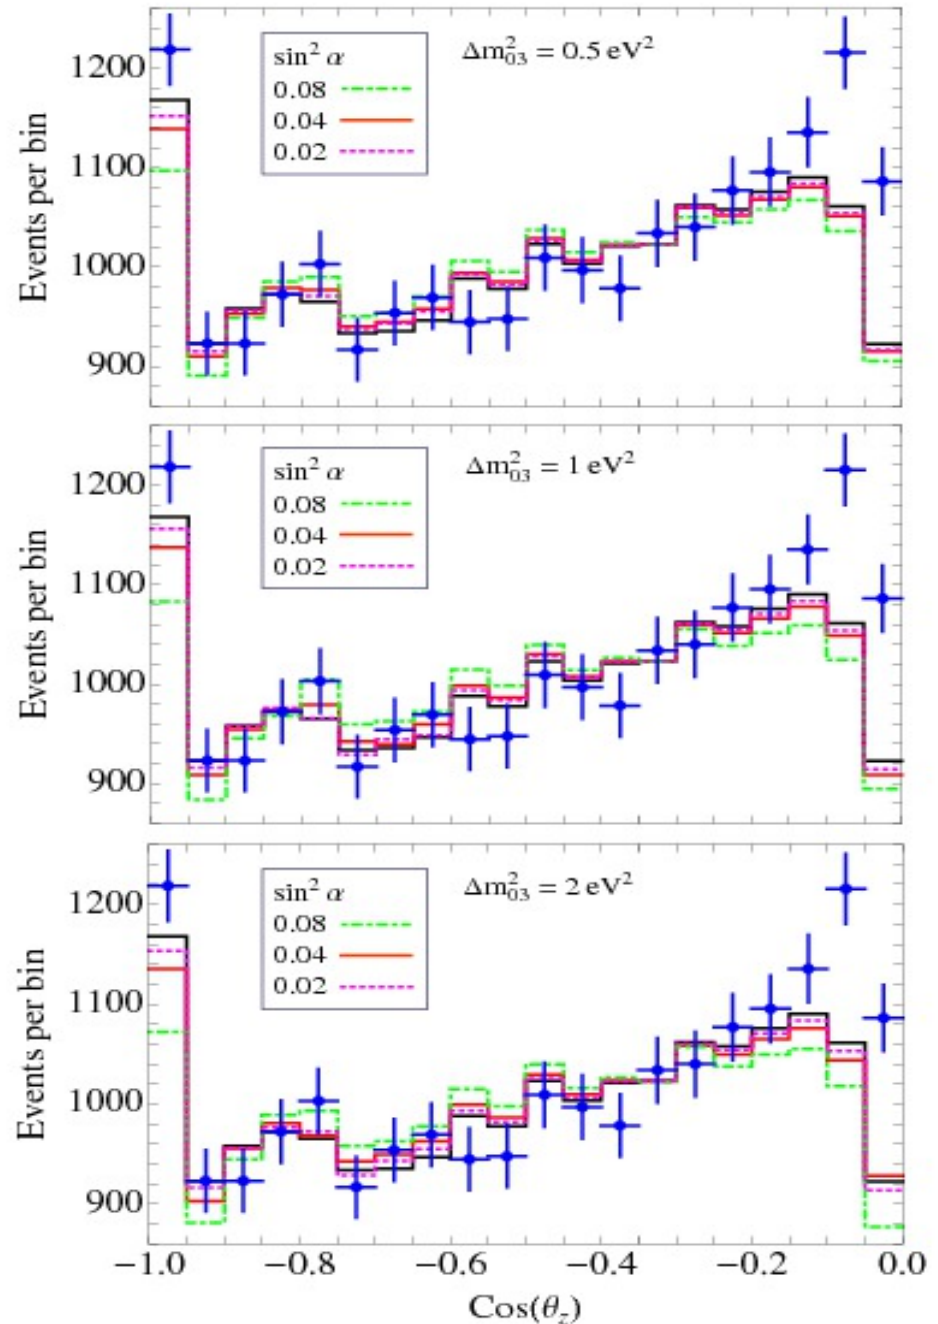 Events per bin
1200
1100
1000
900
sin² α
0.08
0.04
0.02
Δm²₀₃ = 0.5 eV²
Events per bin
1200
1100
1000
900
sin² α
0.08
0.04
0.02
Δm²₀₃ = 1 eV²
Events per bin
1200
1100
1000
900
sin² α
0.08
0.04
0.02
Δm²₀₃ = 2 eV²
−1.0 −0.8 −0.6 −0.4 −0.2 0.0
Cos(θ_z)